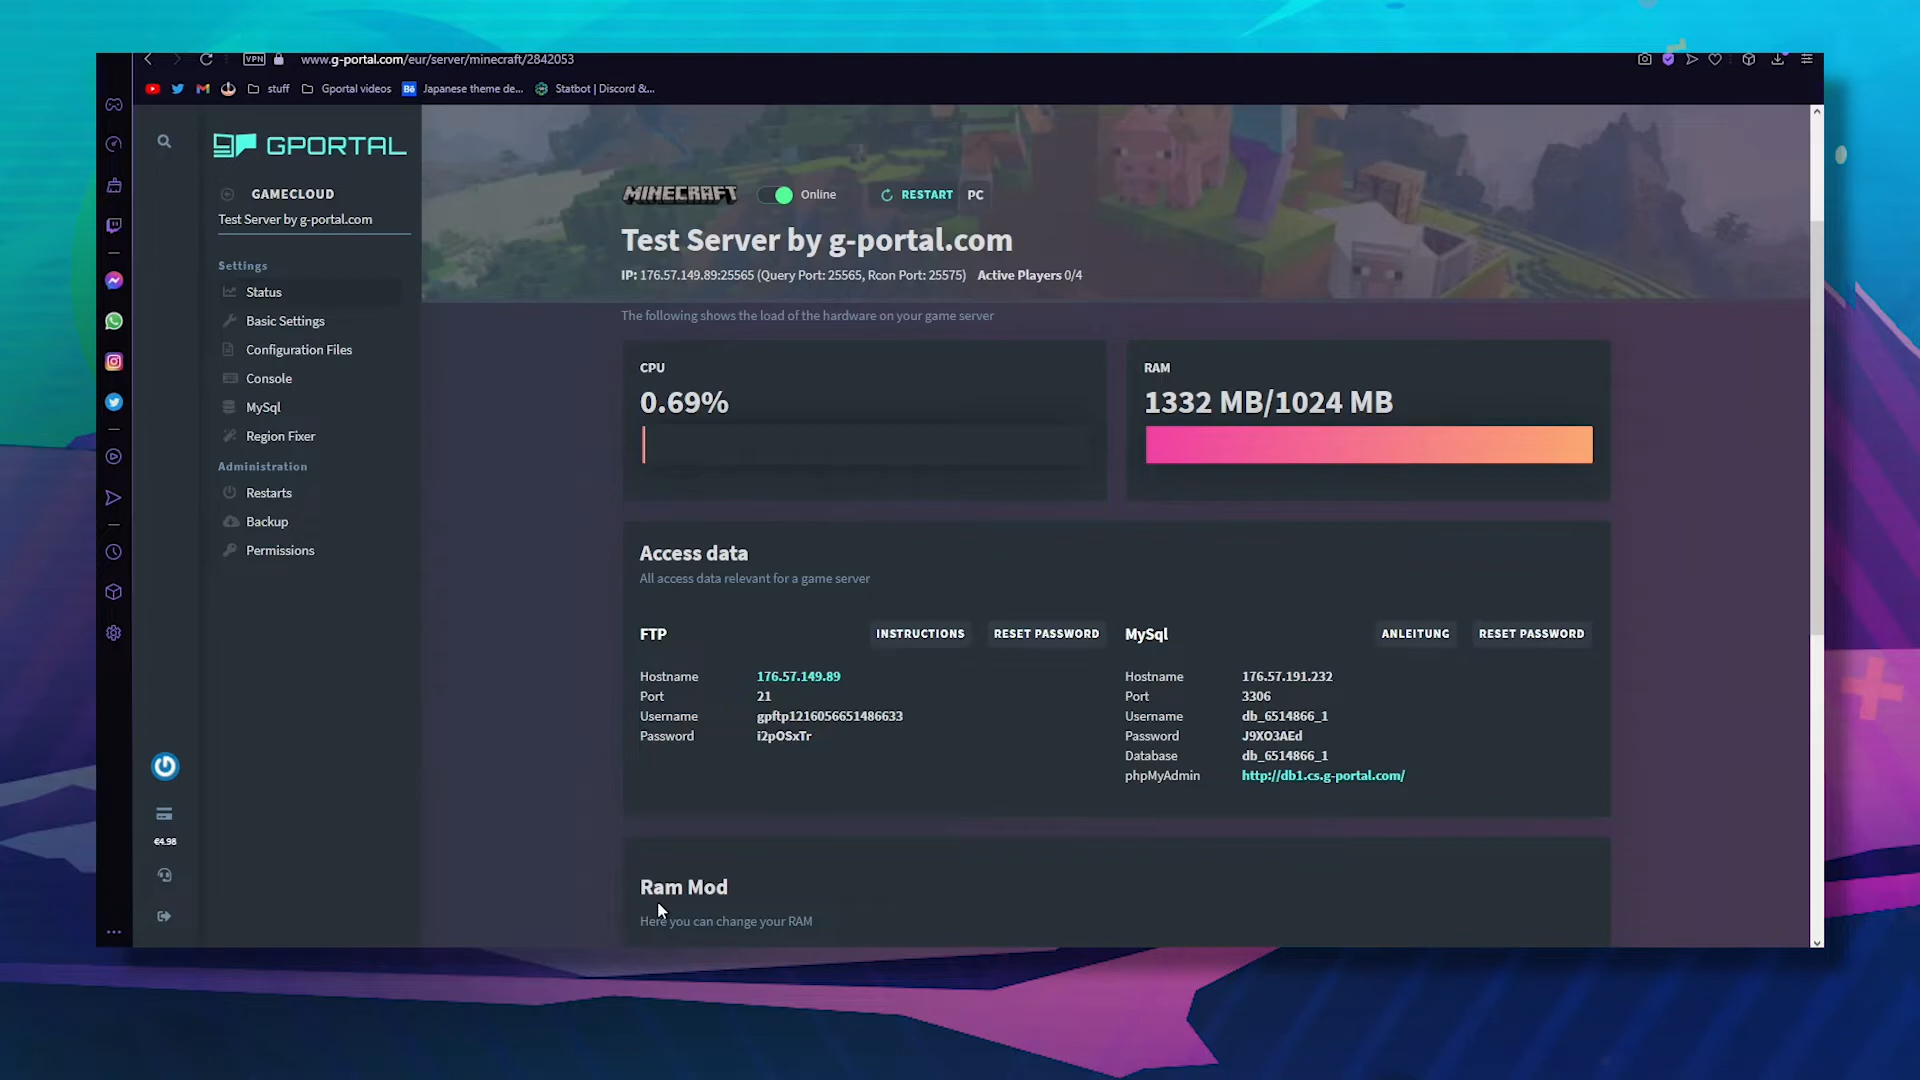 VPN www.g-portal.com/eur/server/minecraft/2842053
stuff Gportal videos Bē Japanese theme de... Statbot | Discord &...
GPORTAL
GAMECLOUD
Test Server by g-portal.com
Settings
Status
Basic Settings
Configuration Files
Console
MySql
Region Fixer
Administration
Restarts
Backup
Permissions
€4.98
MINECRAFT Online RESTART PC
Test Server by g-portal.com
IP: 176.57.149.89:25565 (Query Port: 25565, Rcon Port: 25575) Active Players 0/4
The following shows the load of the hardware on your game server
CPU
0.69%
RAM
1332 MB/1024 MB
Access data
All access data relevant for a game server
FTP INSTRUCTIONS RESET PASSWORD
Hostname 176.57.149.89
Port 21
Username gpftp1216056651486633
Password i2pOSxTr
MySql ANLEITUNG RESET PASSWORD
Hostname 176.57.191.232
Port 3306
Username db_6514866_1
Password J9XO3AEd
Database db_6514866_1
phpMyAdmin http://db1.cs.g-portal.com/
Ram Mod
Here you can change your RAM